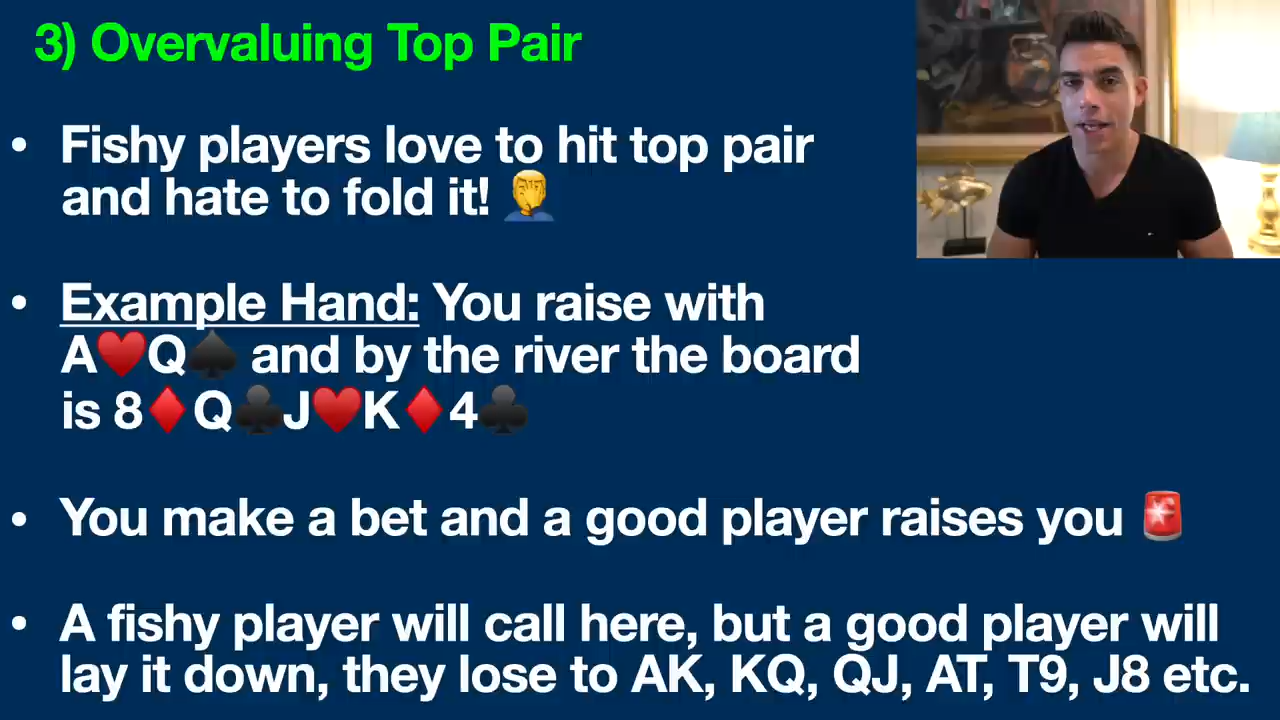 3) Overvaluing Top Pair
• Fishy players love to hit top pair
and hate to fold it! 🤦‍♂️
• Example Hand: You raise with
A♥️Q♠️ and by the river the board
is 8♦️Q♣️J♥️K♦️4♣️
• You make a bet and a good player raises you 🚨
• A fishy player will call here, but a good player will
lay it down, they lose to AK, KQ, QJ, AT, T9, J8 etc.